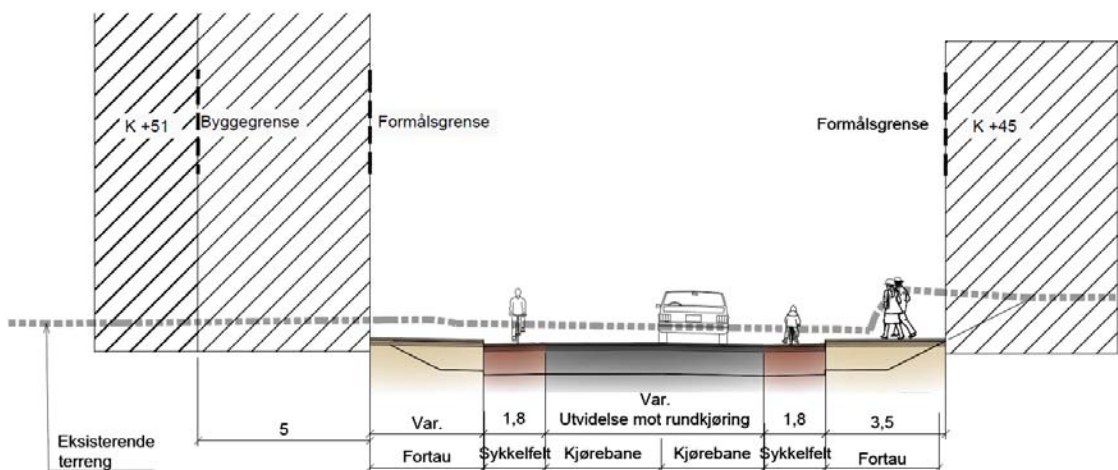 K +51
Byggegrense
Formålsgrense
Formålsgrense
K +45
Eksisterende
terreng
5
Var.
1,8
Var.
Utvidelse mot rundkjøring
1,8
3,5
Fortau
Sykkelfelt
Kjørebane
Kjørebane
Sykkelfelt
Fortau